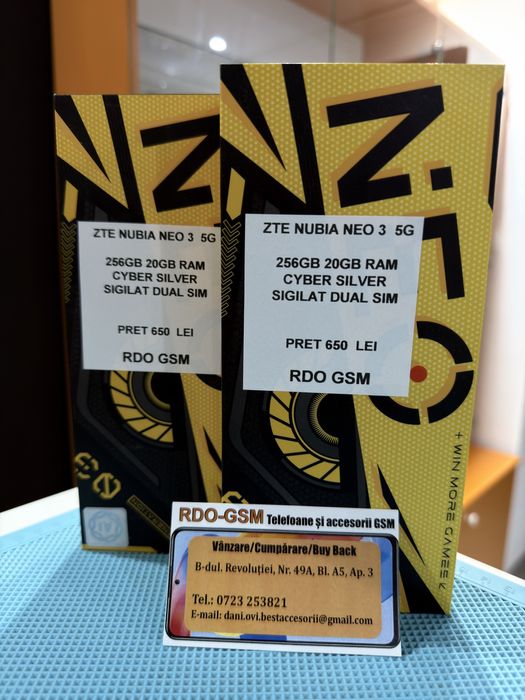 NEO
ZTE NUBIA NEO 3 5G
256GB 20GB RAM
CYBER SILVER
SIGILAT DUAL SIM
PRET 650 LEI
RDO GSM
NEO
ZTE NUBIA NEO 3 5G
256GB 20GB RAM
CYBER SILVER
SIGILAT DUAL SIM
PRET 650 LEI
RDO GSM
+ WIN MORE GAMES
AI
RDO-GSM Telefoane și accesorii GSM
Vânzare/Cumpărare/Buy Back
B-dul. Revoluției, Nr. 49A, Bl. A5, Ap. 3
Tel.: 0723 253821
E-mail: dani.ovi.bestaccesorii@gmail.com